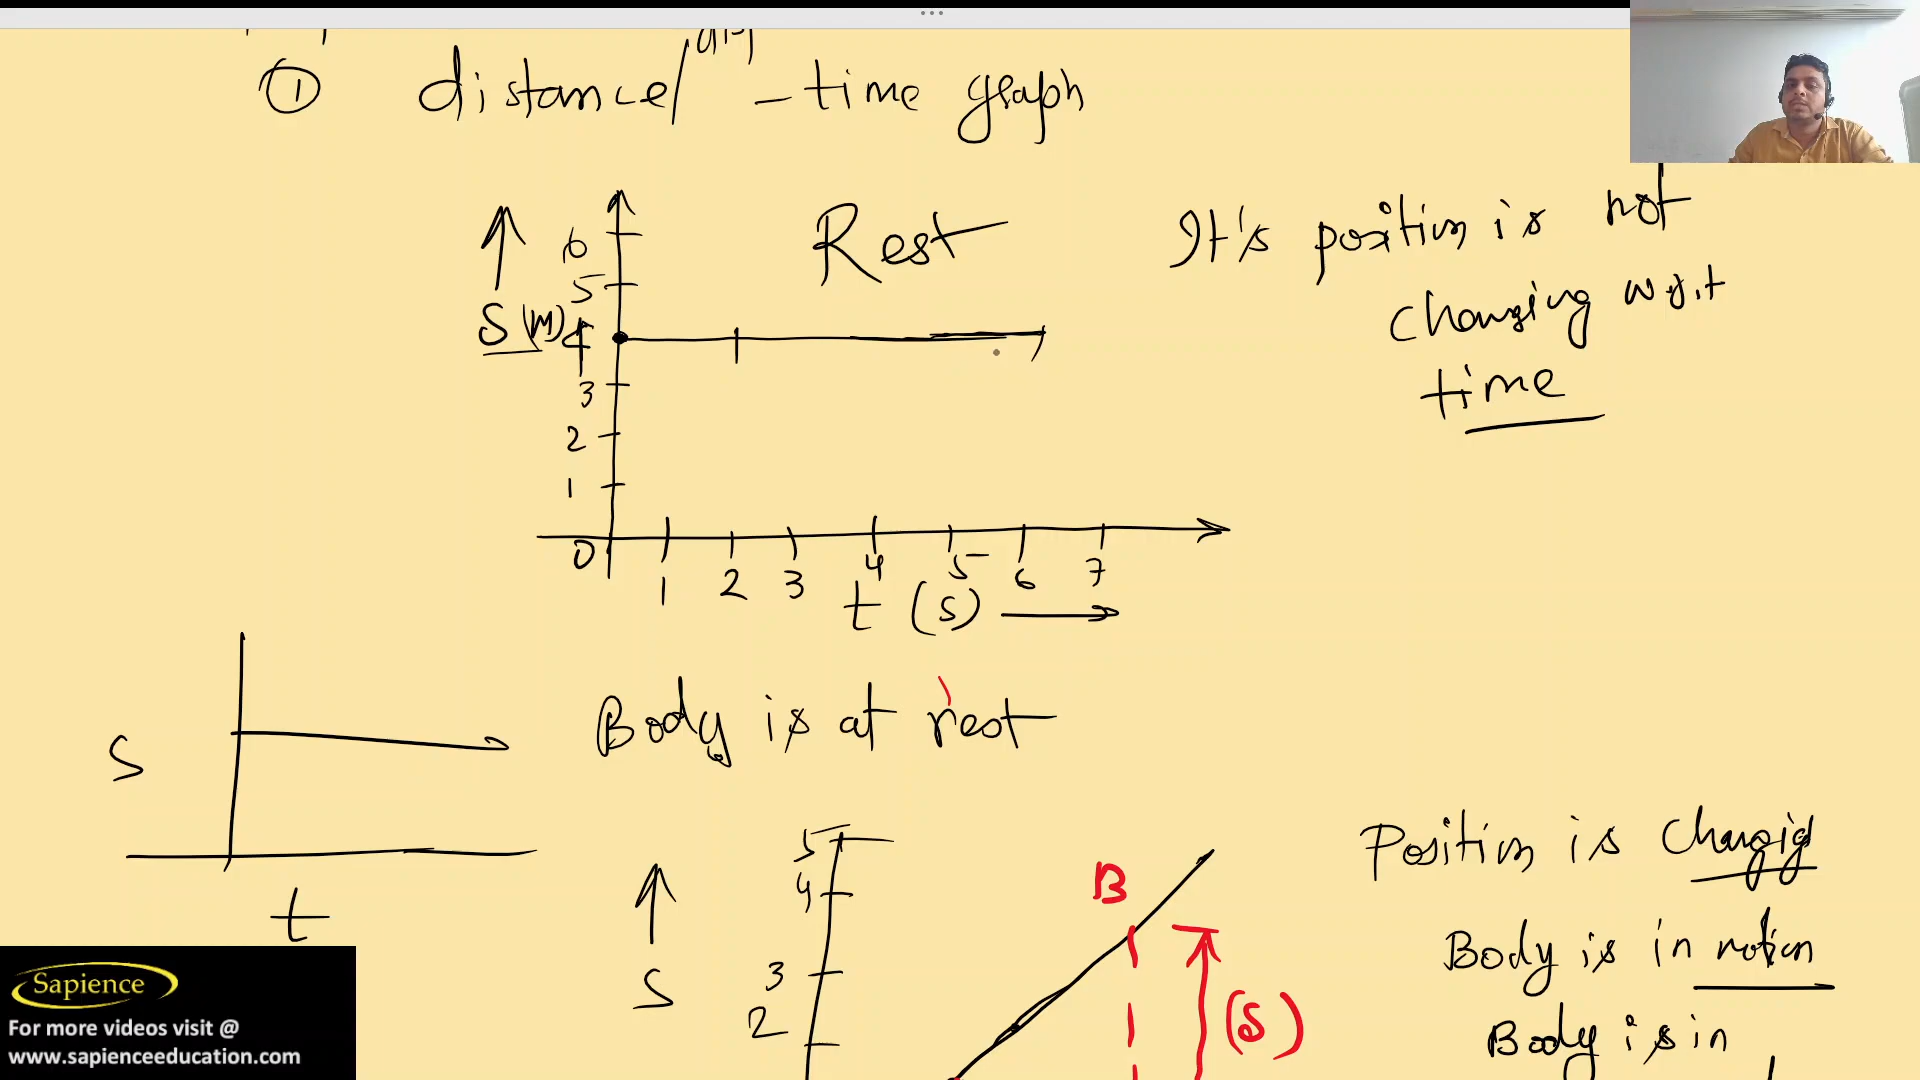 ① distance/dis - time graph
Rest
It's position is not
changing w.r.t
time
S (m)
6
5
4
3
2
1
0
1 2 3 4 5 6 7
t (s)
Body is at rest
S
t
5
4
3
2
S
B
(S)
Position is changig
Body is in motion
Body is in
Sapience
For more videos visit @
www.sapienceeducation.com